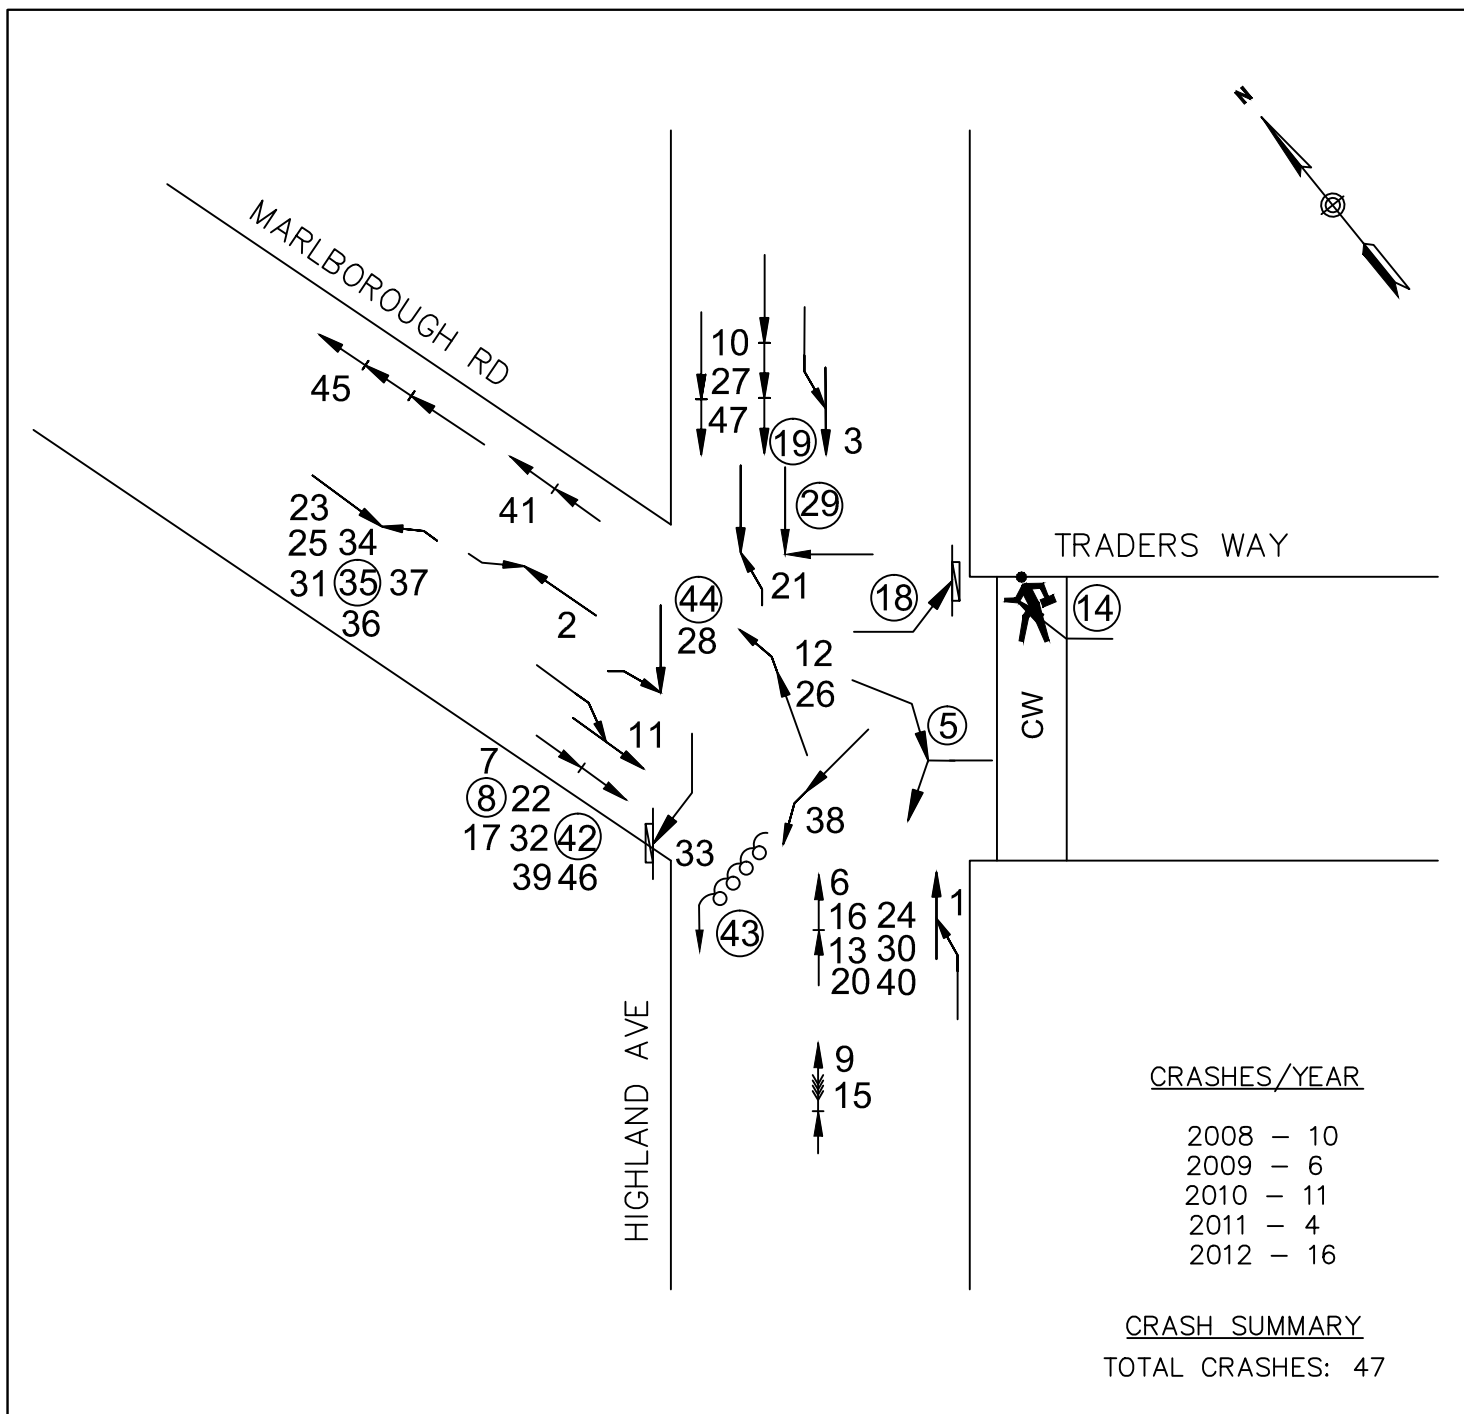 N
MARLBOROUGH RD
10
27
47
19
3
45
41
29
23
25 34
31 35 37
36
2
21
TRADERS WAY
18
14
44
28
12
26
CW
5
11
7
8 22
17 32 42
39 46
33
38
43
6
16 24
13 30
20 40
1
HIGHLAND AVE
9
15
CRASHES/YEAR
2008 – 10
2009 – 6
2010 – 11
2011 – 4
2012 – 16
CRASH SUMMARY
TOTAL CRASHES: 47